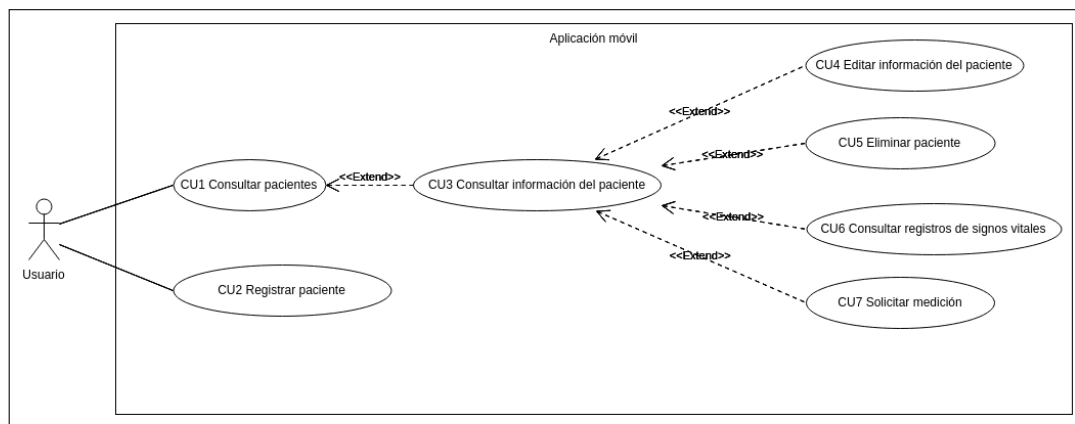 Aplicación móvil
CU4 Editar información del paciente
<<Extend>>
CU5 Eliminar paciente
<<Extend>>
CU1 Consultar pacientes
<<Extend>>
CU3 Consultar información del paciente
<<Extend>>
CU6 Consultar registros de signos vitales
<<Extend>>
Usuario
CU2 Registrar paciente
CU7 Solicitar medición